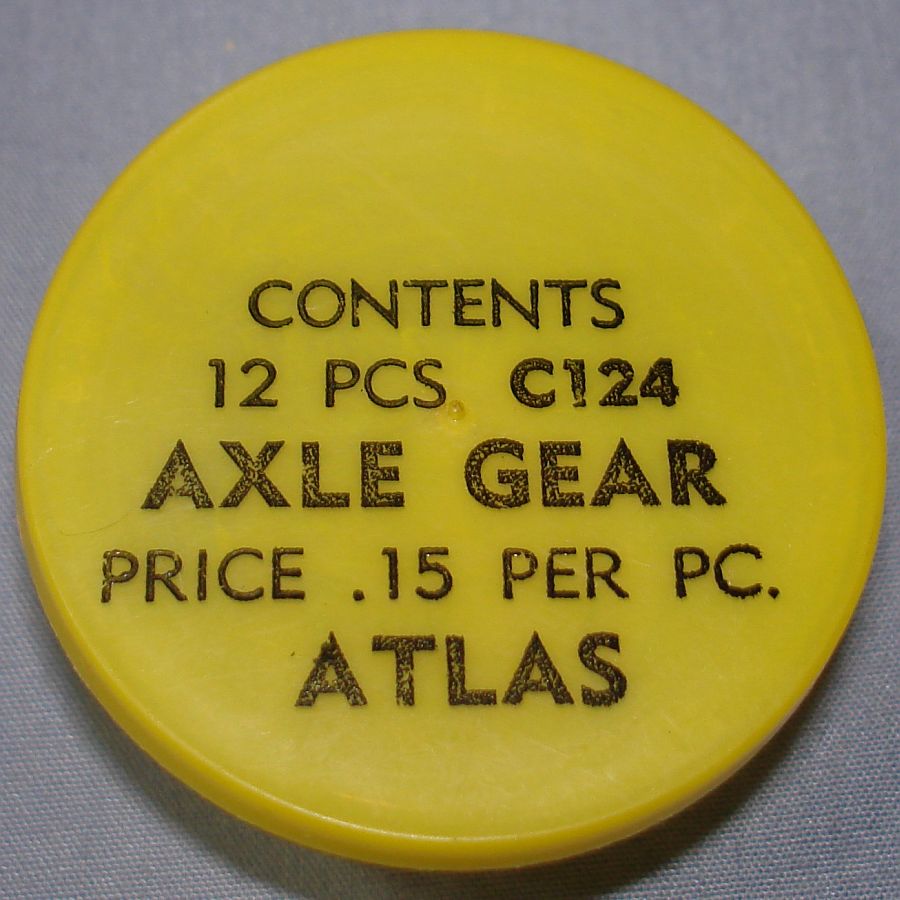 CONTENTS
12 PCS C124
AXLE GEAR
PRICE .15 PER PC.
ATLAS